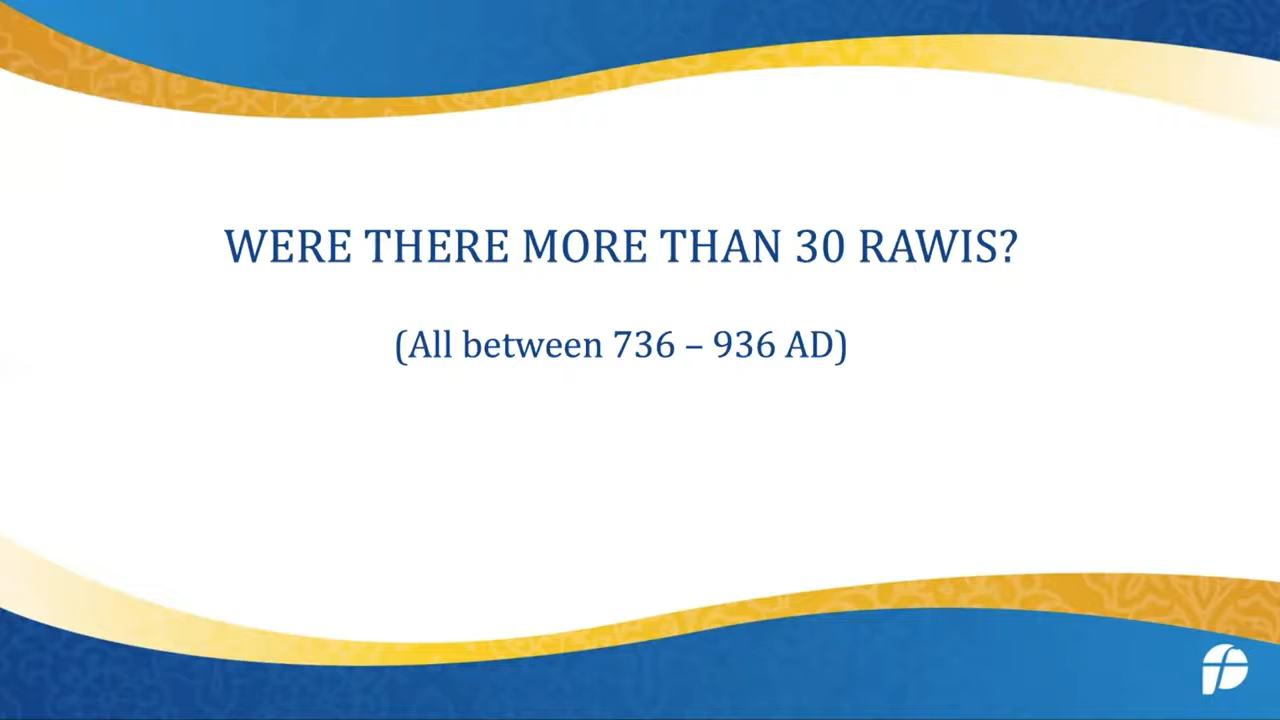 WERE THERE MORE THAN 30 RAWIS?
(All between 736 – 936 AD)